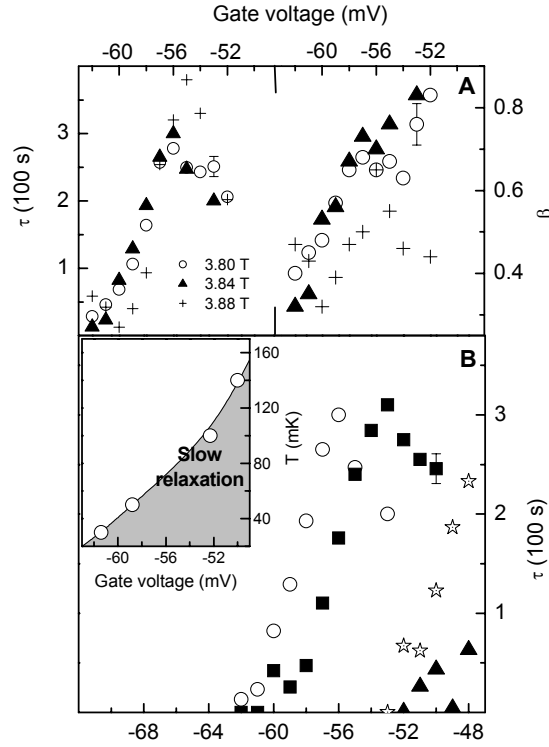 Gate voltage (mV)
-60 -56 -52 -60 -56 -52
A
τ (100 s)
3
2
1
β
0.8
0.6
0.4
3.80 T
3.84 T
3.88 T
B
160
120
80
40
T (mK)
Slow
relaxation
-60 -56 -52
Gate voltage (mV)
τ (100 s)
3
2
1
-68 -64 -60 -56 -52 -48